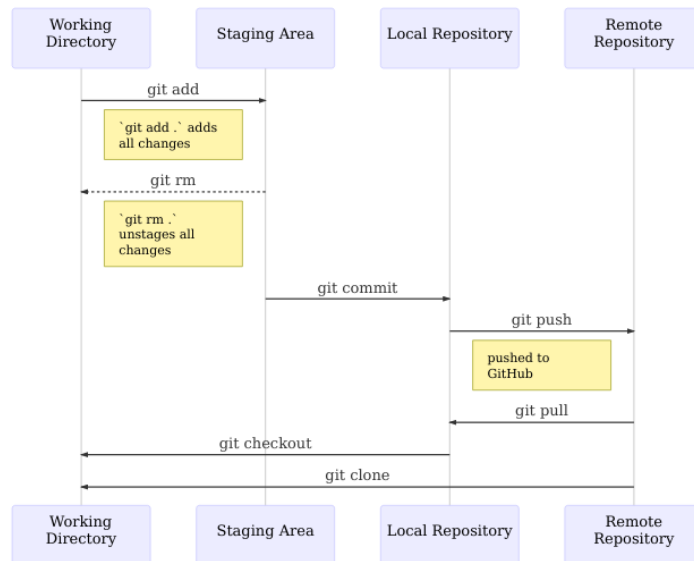 Working
Directory
Staging Area
Local Repository
Remote
Repository
git add
`git add .` adds
all changes
git rm
`git rm .`
unstages all
changes
git commit
git push
pushed to
GitHub
git pull
git checkout
git clone
Working
Directory
Staging Area
Local Repository
Remote
Repository